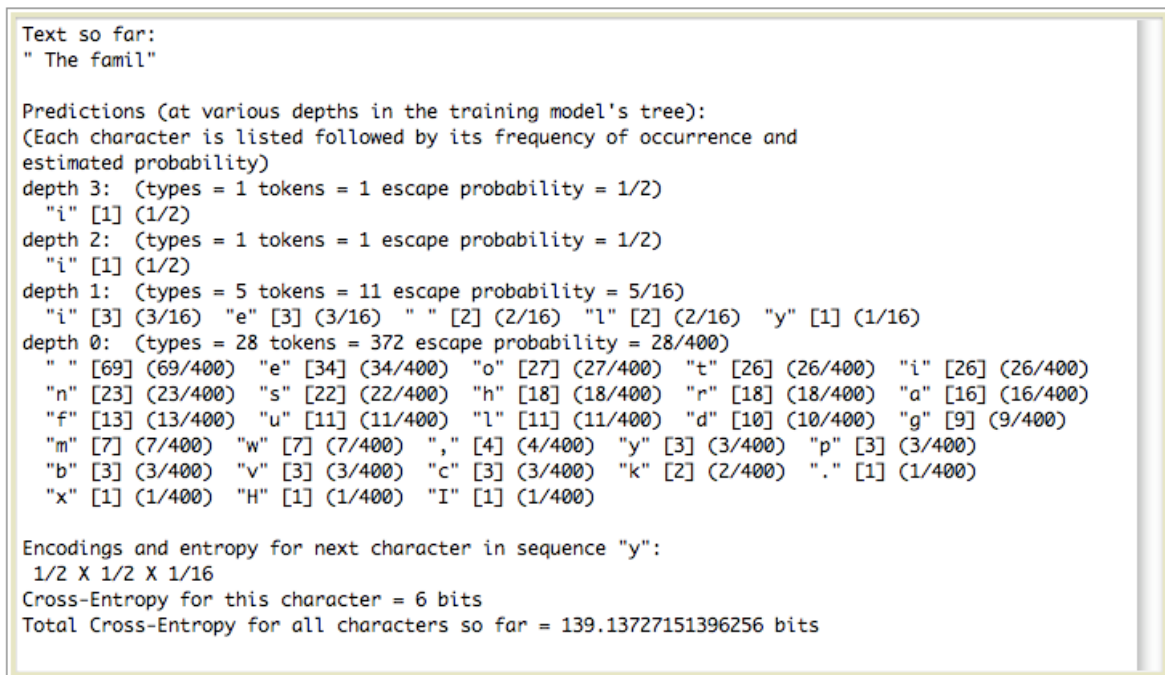 Text so far:
" The famil"
Predictions (at various depths in the training model's tree):
(Each character is listed followed by its frequency of occurrence and
estimated probability)
depth 3:  (types = 1 tokens = 1 escape probability = 1/2)
"i" [1] (1/2)
depth 2:  (types = 1 tokens = 1 escape probability = 1/2)
"i" [1] (1/2)
depth 1:  (types = 5 tokens = 11 escape probability = 5/16)
"i" [3] (3/16)  "e" [3] (3/16)  " " [2] (2/16)  "l" [2] (2/16)  "y" [1] (1/16)
depth 0:  (types = 28 tokens = 372 escape probability = 28/400)
" " [69] (69/400)  "e" [34] (34/400)  "o" [27] (27/400)  "t" [26] (26/400)  "i" [26] (26/400)
"n" [23] (23/400)  "s" [22] (22/400)  "h" [18] (18/400)  "r" [18] (18/400)  "a" [16] (16/400)
"f" [13] (13/400)  "u" [11] (11/400)  "l" [11] (11/400)  "d" [10] (10/400)  "g" [9] (9/400)
"m" [7] (7/400)  "w" [7] (7/400)  "," [4] (4/400)  "y" [3] (3/400)  "p" [3] (3/400)
"b" [3] (3/400)  "v" [3] (3/400)  "c" [3] (3/400)  "k" [2] (2/400)  "." [1] (1/400)
"x" [1] (1/400)  "H" [1] (1/400)  "I" [1] (1/400)
Encodings and entropy for next character in sequence "y":
1/2 X 1/2 X 1/16
Cross-Entropy for this character = 6 bits
Total Cross-Entropy for all characters so far = 139.13727151396256 bits